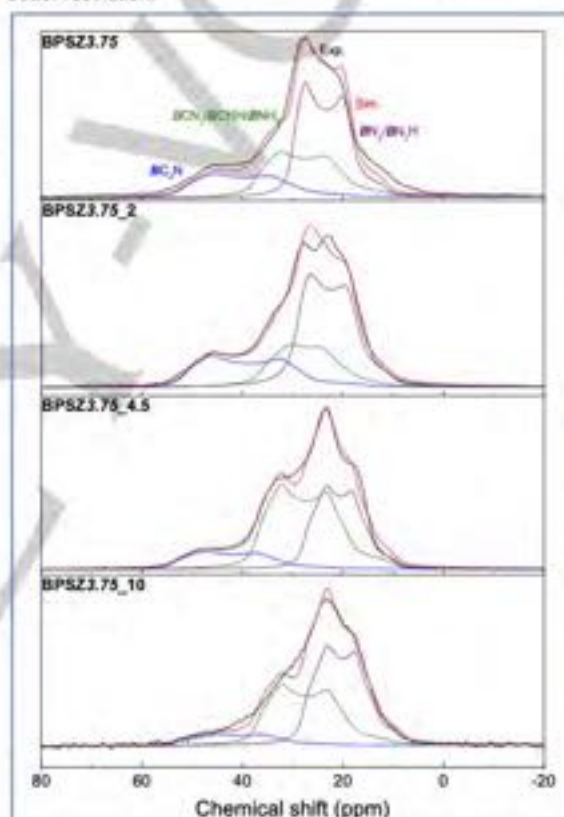 BPSZ3.75
Exp.
Sim.
BC2N
BPSZ3.75_2
BPSZ3.75_4.5
BPSZ3.75_10
80 60 40 20 0 -20
Chemical shift (ppm)